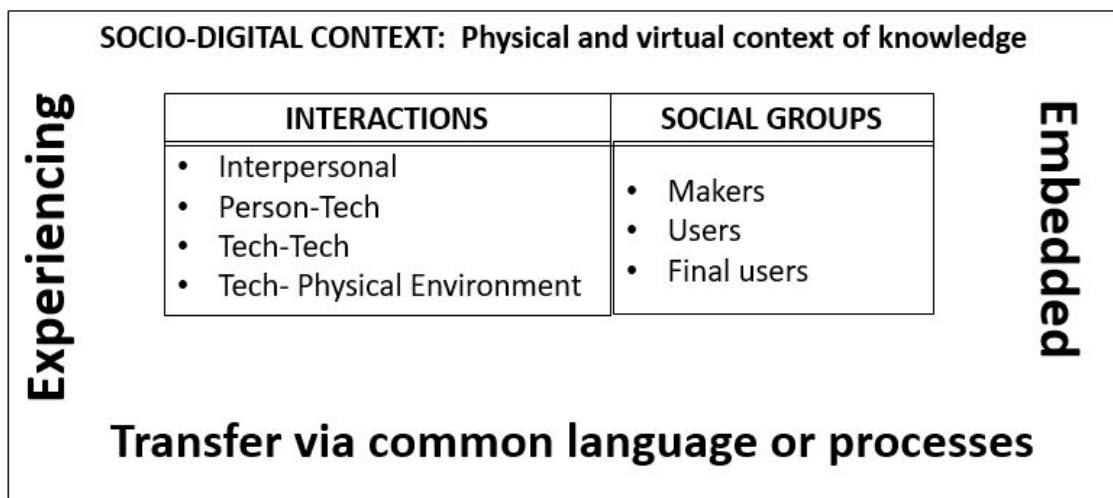 SOCIO-DIGITAL CONTEXT: Physical and virtual context of knowledge
Experiencing
INTERACTIONS
• Interpersonal
• Person-Tech
• Tech-Tech
• Tech- Physical Environment
SOCIAL GROUPS
• Makers
• Users
• Final users
Embedded
Transfer via common language or processes